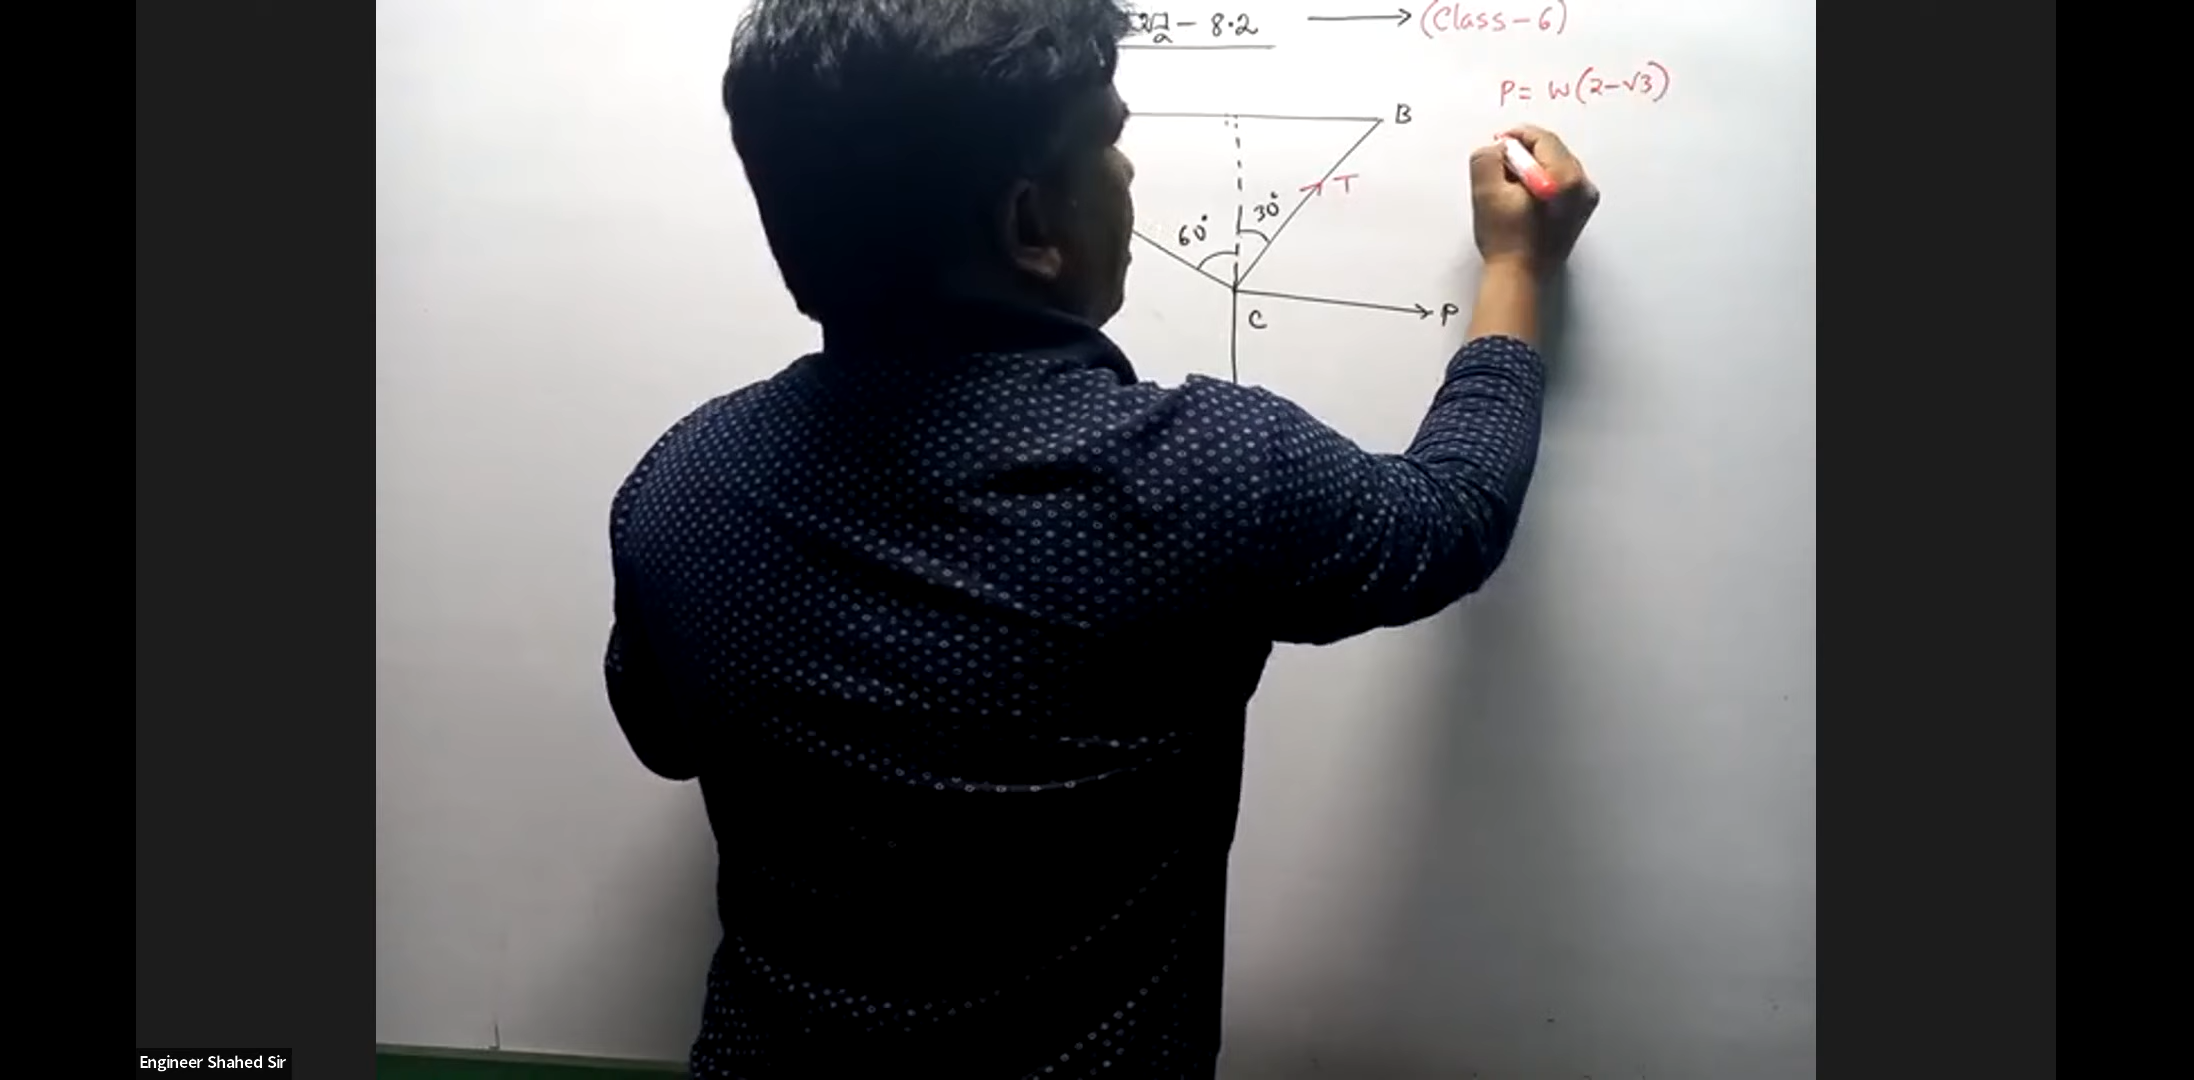 - 8.2 → (Class-6)
P = W(2-√3)
B
T
60° 30°
C
P
Engineer Shahed Sir